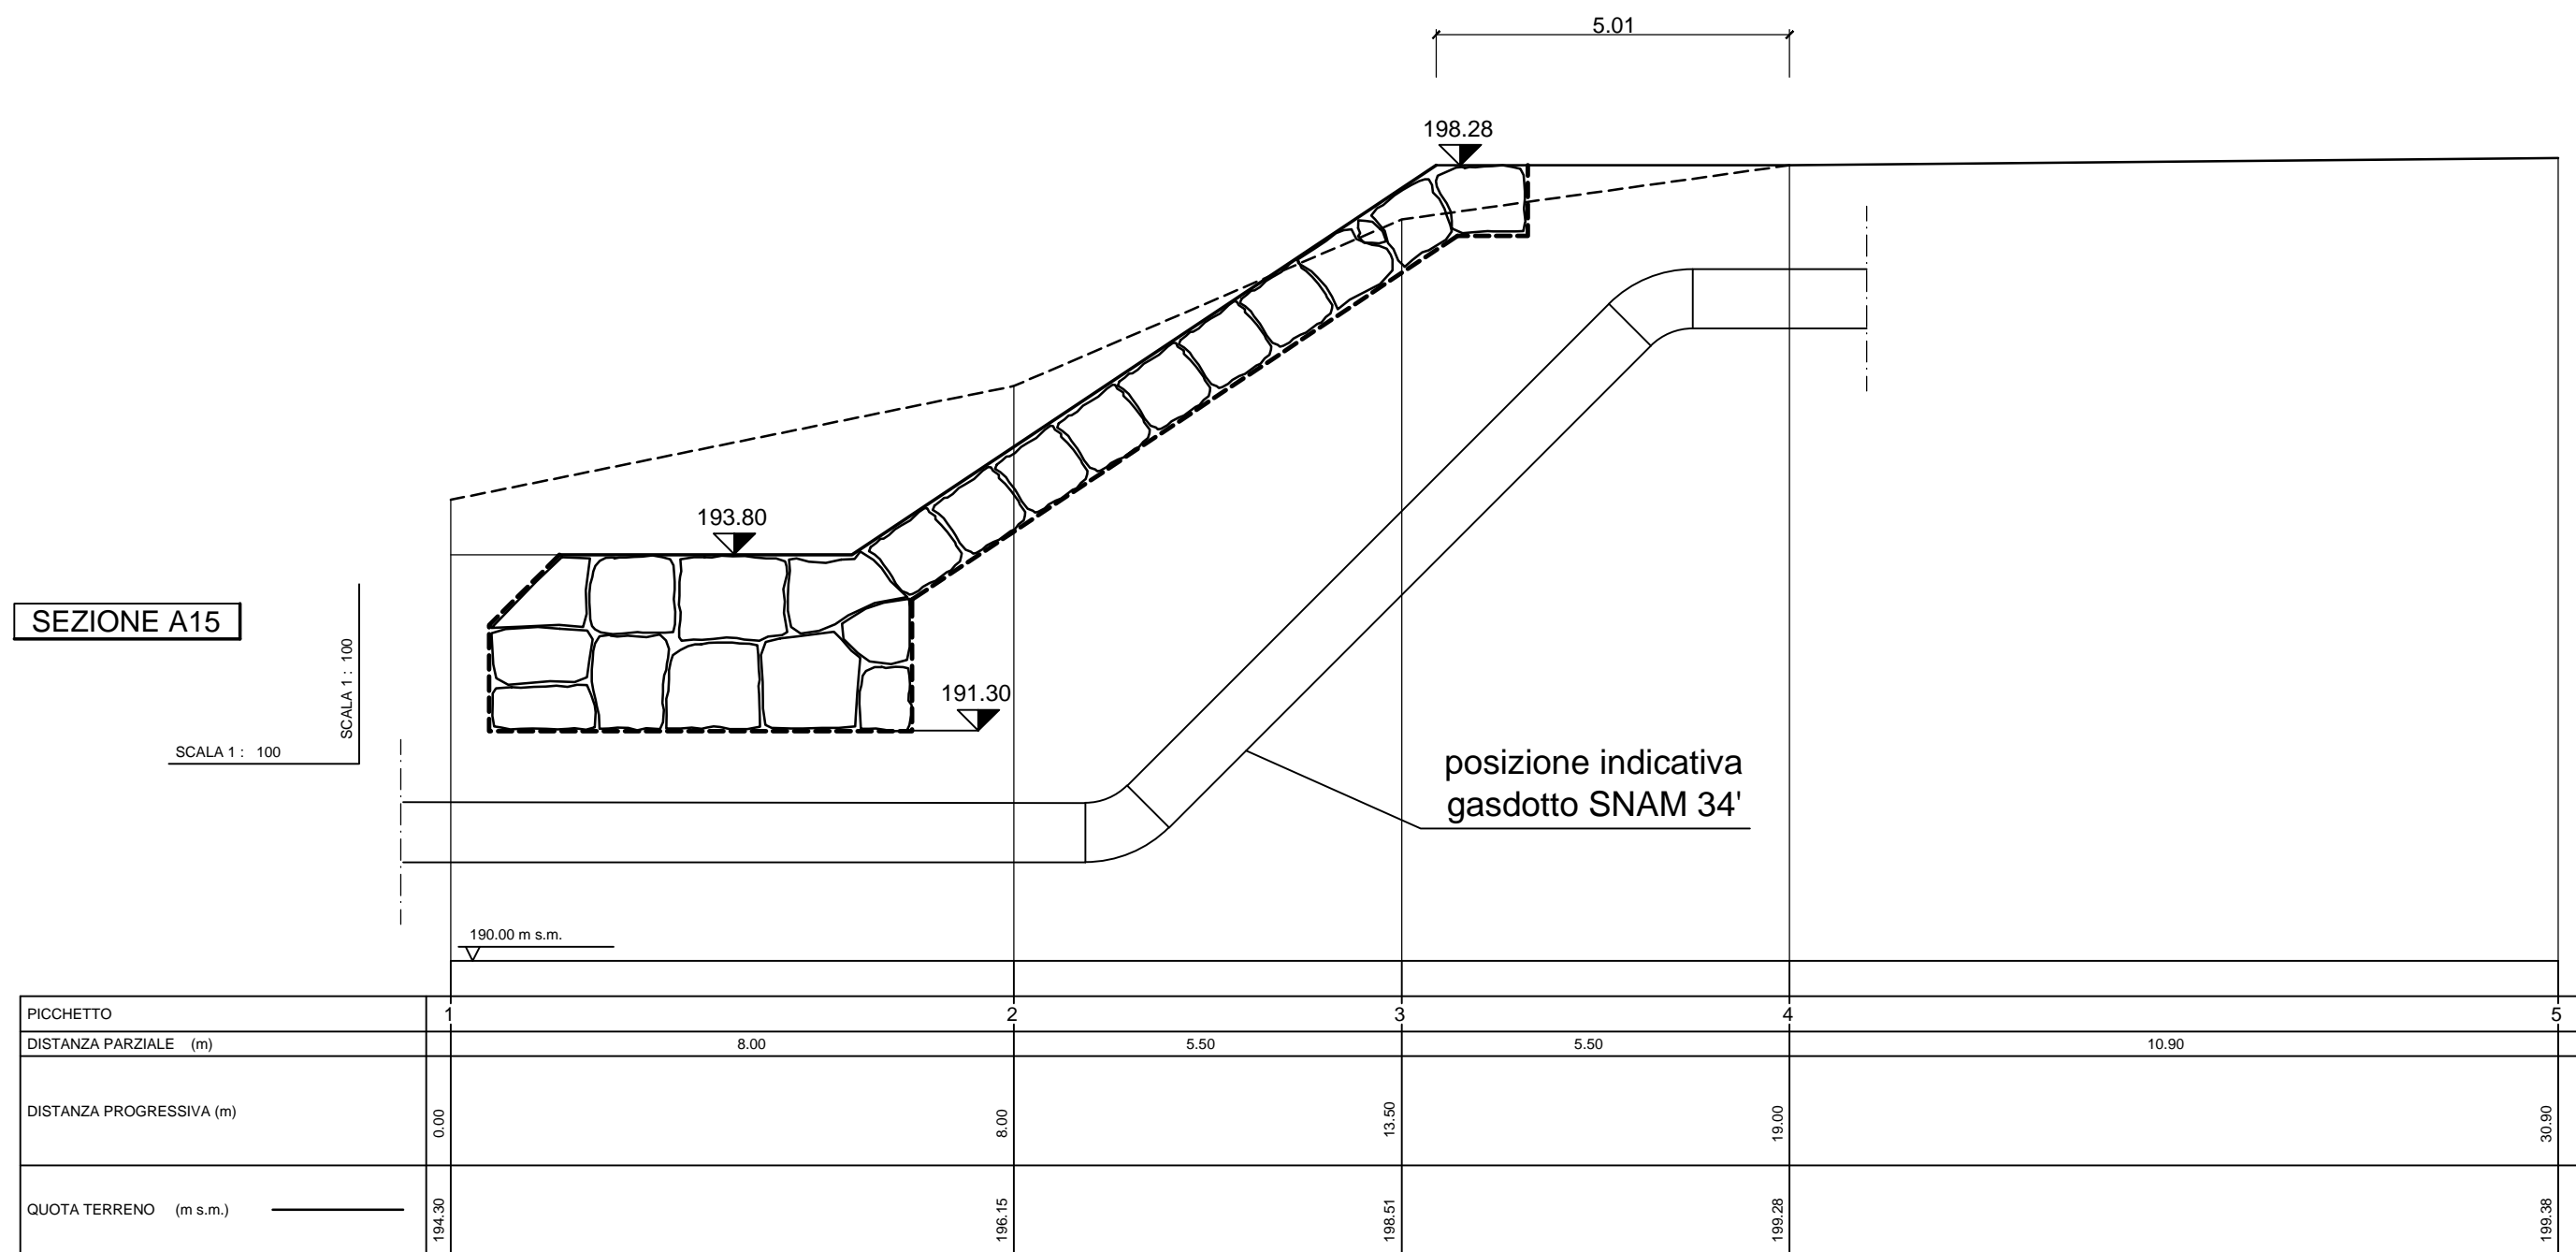 5.01
198.28
193.80
SEZIONE A15
SCALA 1 : 100
SCALA 1 : 100
191.30
posizione indicativa
gasdotto SNAM 34'
190.00 m s.m.
PICCHETTO 1 2 3 4 5
DISTANZA PARZIALE (m) 8.00 5.50 5.50 10.90
DISTANZA PROGRESSIVA (m) 0.00 8.00 13.50 19.00 30.90
QUOTA TERRENO (m s.m.) 194.30 196.15 198.51 199.28 199.38